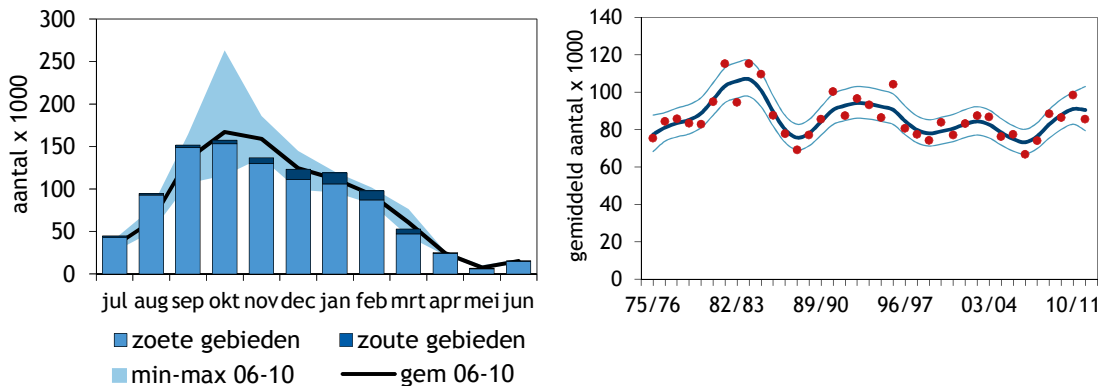 300
250
200
150
100
50
0
aantal x 1000
jul aug sep okt nov dec jan feb mrt apr mei jun
zoete gebieden
zoute gebieden
min-max 06-10
gem 06-10
140
120
100
80
60
40
20
0
gemiddeld aantal x 1000
75/76 82/83 89/90 96/97 03/04 10/11